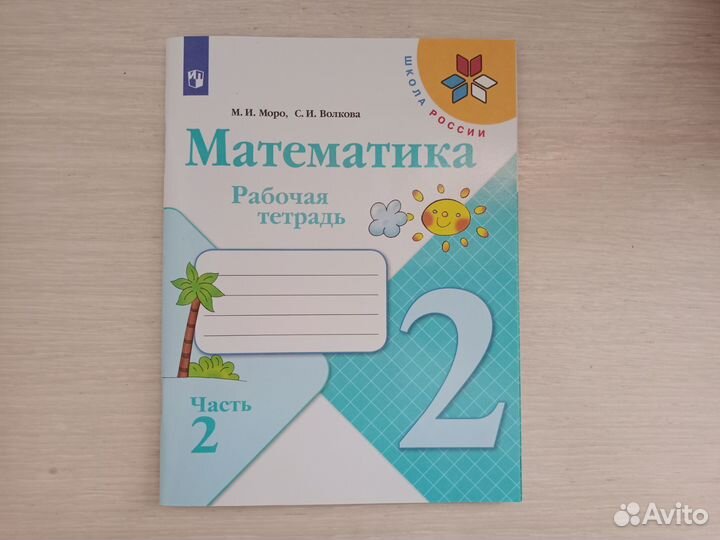 ШКОЛА РОССИИ
М. И. Моро, С. И. Волкова
Математика
Рабочая
тетрадь
2
Часть
2
Avito